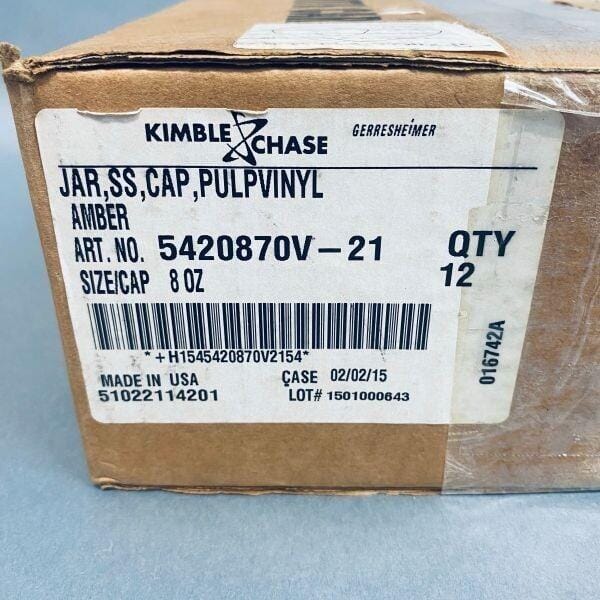 KIMBLE CHASE GERRESHEIMER
JAR,SS,CAP,PULPVINYL
AMBER
ART. NO. 5420870V-21 QTY
SIZE/CAP 8 OZ 12
*+H1545420870V2154*
MADE IN USA CASE 02/02/15
51022114201 LOT# 1501000643
016742A